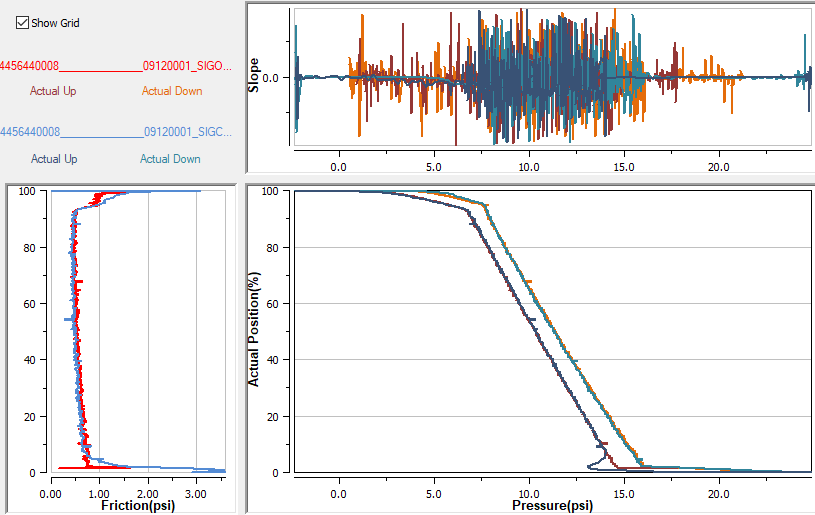 Show Grid
4456440008________________09120001_SIGO...
Actual Up Actual Down
4456440008________________09120001_SIGC...
Actual Up Actual Down
Slope
0.0
0.0 5.0 10.0 15.0 20.0
100
80
60
40
20
0
0.00 1.00 2.00 3.00
Friction(psi)
Actual Position(%)
100
80
60
40
20
0
0.0 5.0 10.0 15.0 20.0
Pressure(psi)